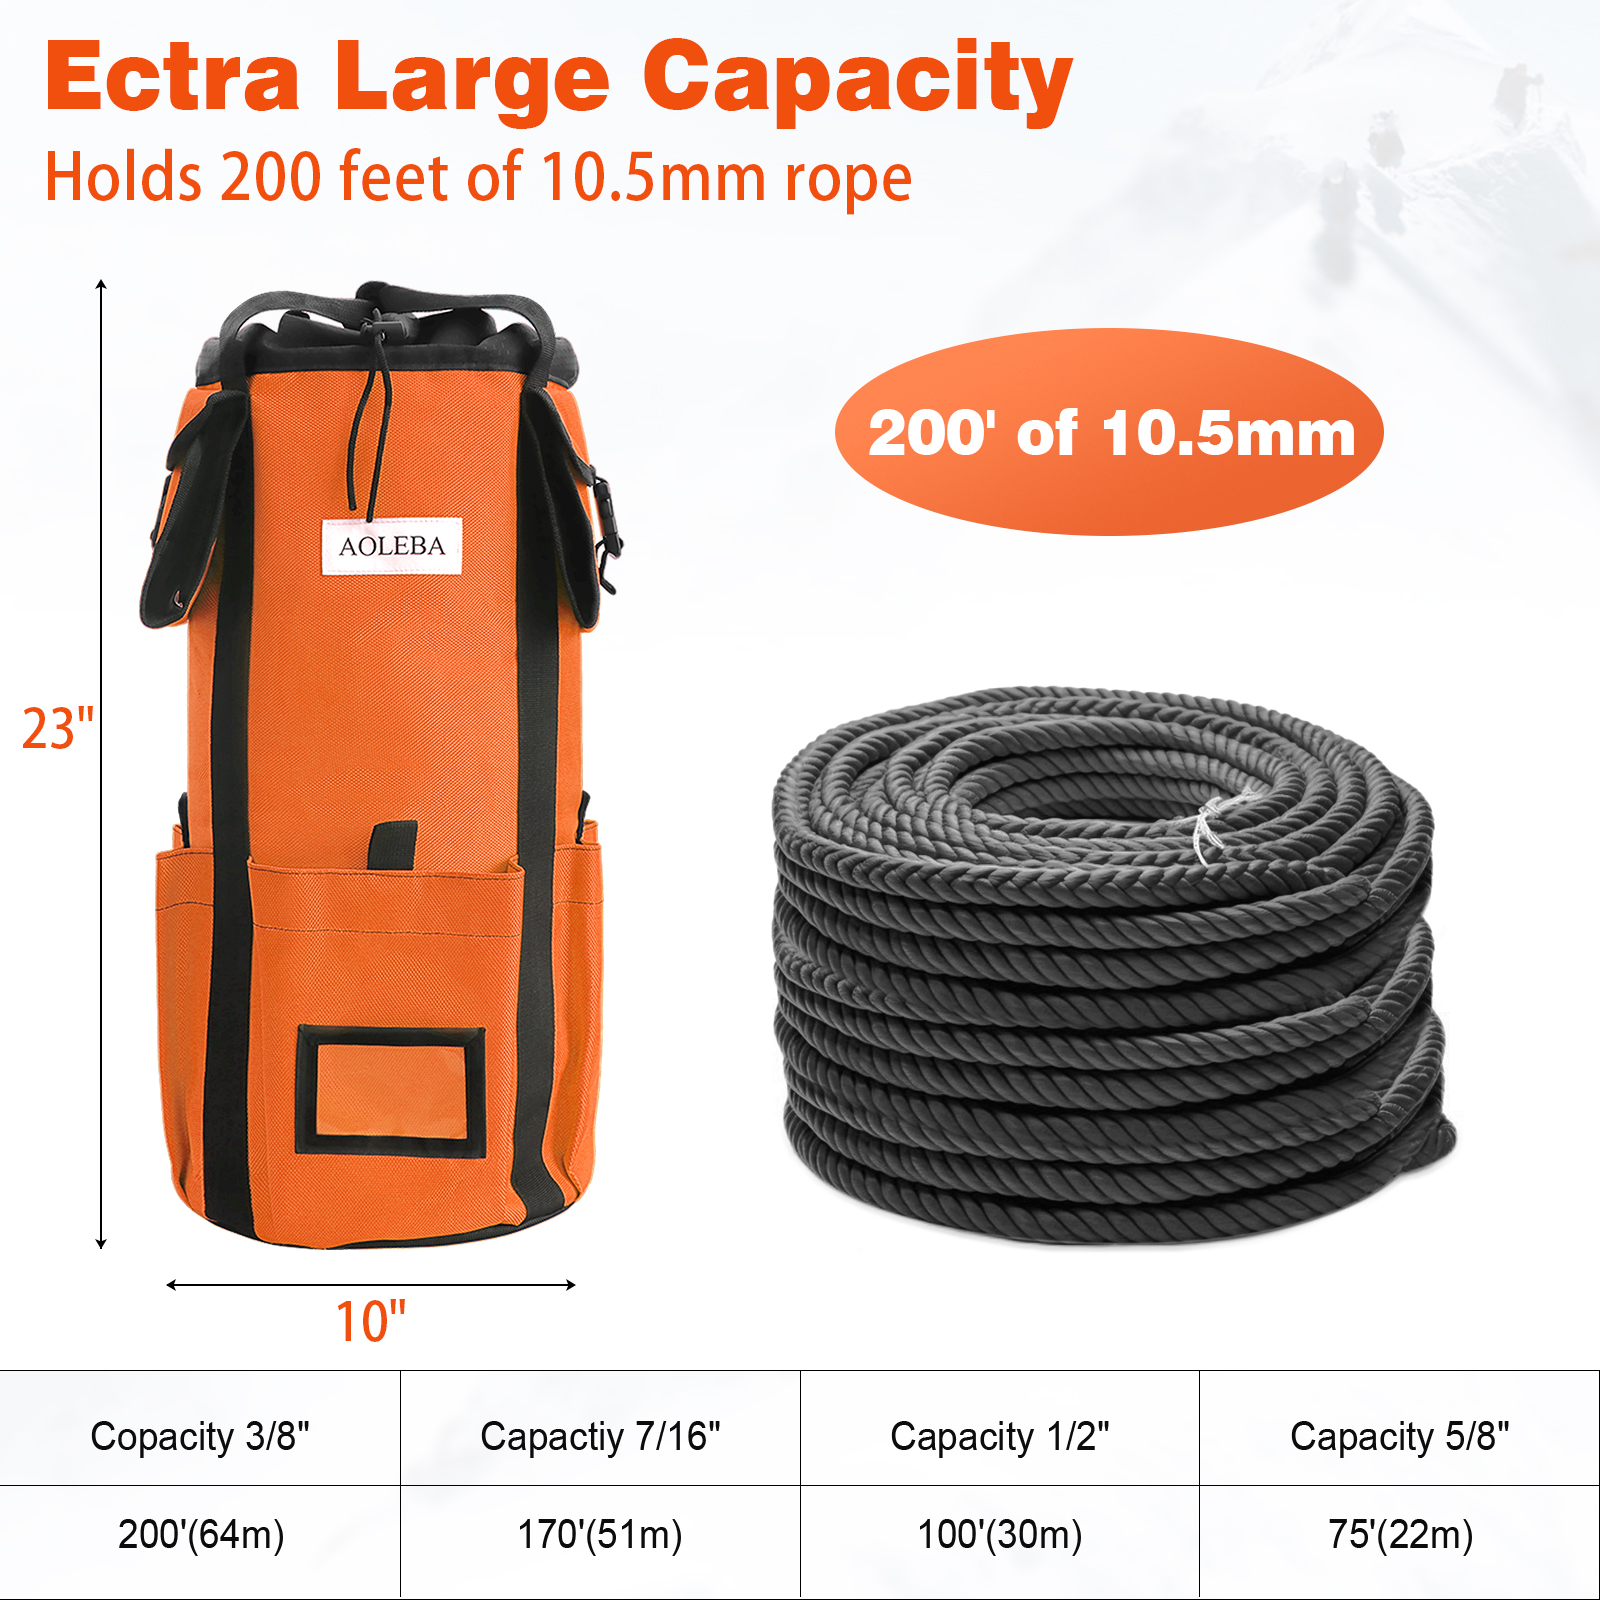 Ectra Large Capacity
Holds 200 feet of 10.5mm rope
200' of 10.5mm
AOLEBA
23"
10"
Copacity 3/8" Capactiy 7/16" Capacity 1/2" Capacity 5/8"
200'(64m) 170'(51m) 100'(30m) 75'(22m)